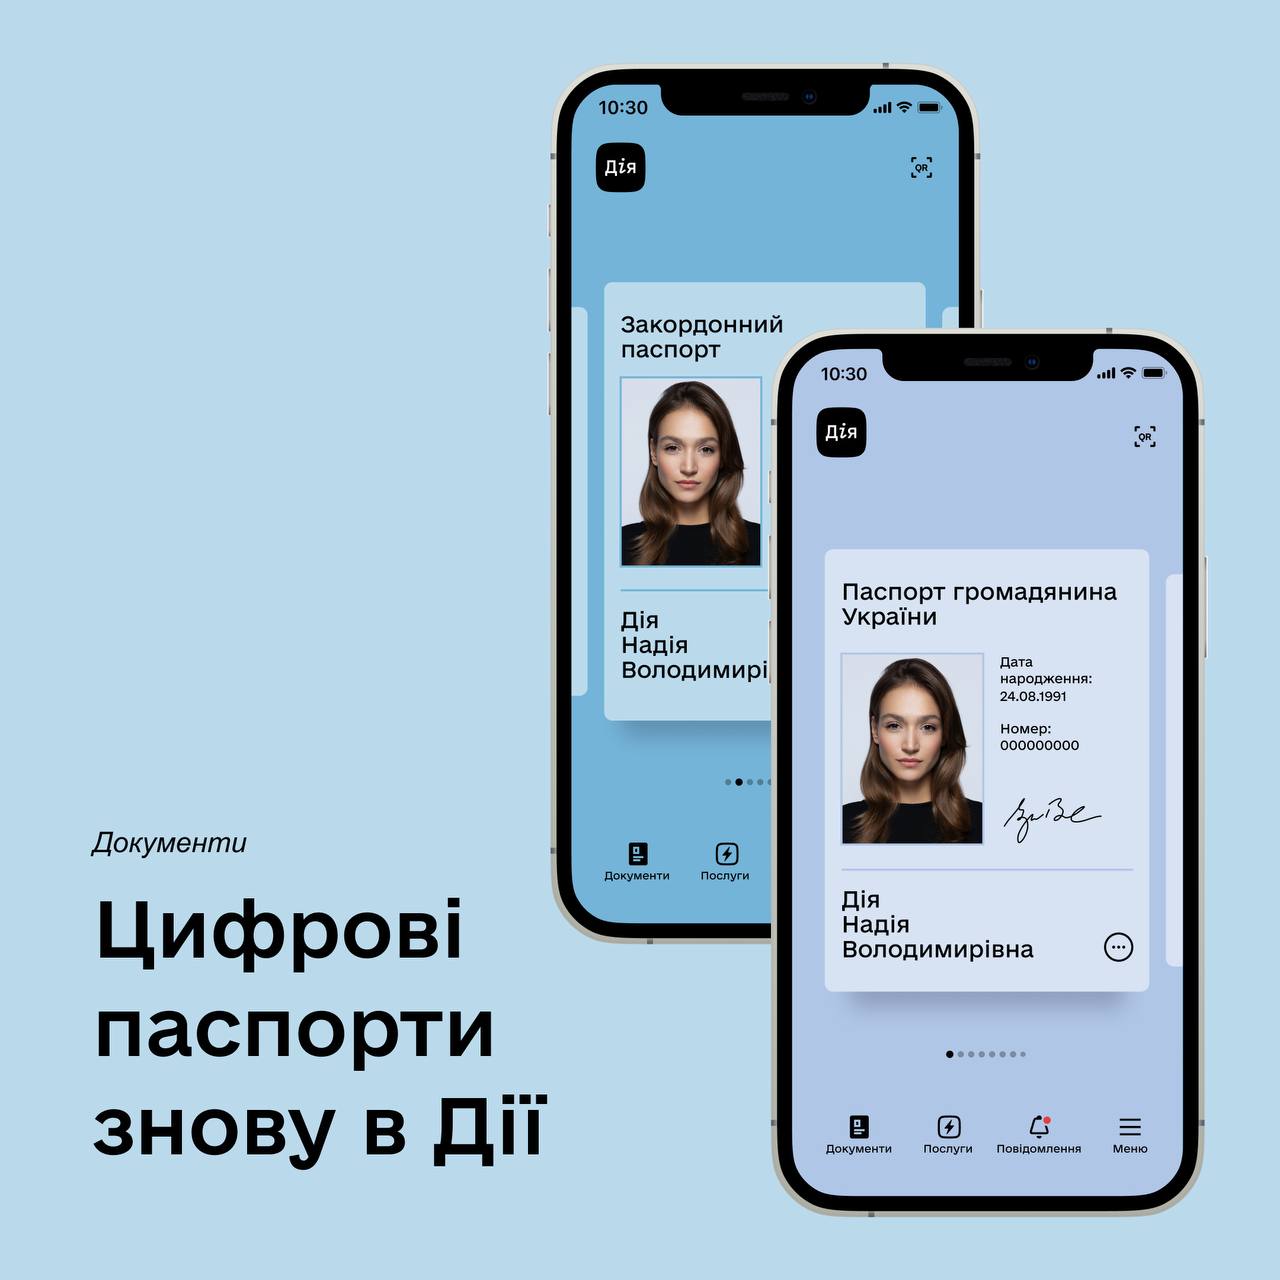 10:30
Дія
QR
Закордонний
паспорт
Дія
Надія
Володимирі
Документи
Послуги
10:30
Дія
QR
Паспорт громадянина
України
Дата
народження:
24.08.1991
Номер:
000000000
Дія
Надія
Володимирівна
Документи
Послуги
Повідомлення
Меню
Документи
Цифрові
паспорти
знову в Дії